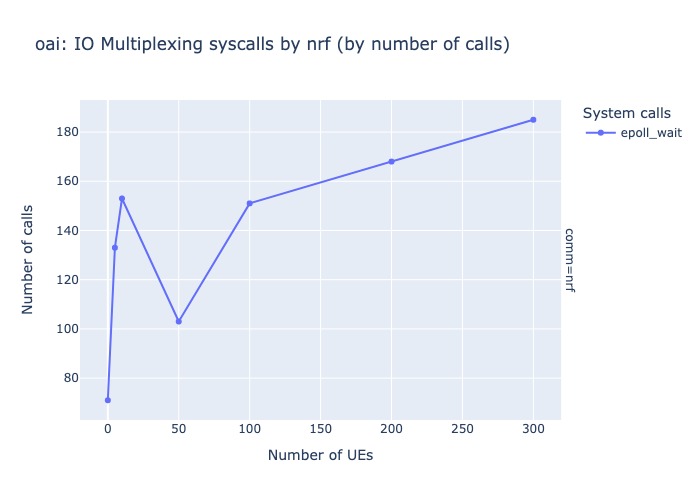 oai: IO Multiplexing syscalls by nrf (by number of calls)
System calls
epoll_wait
Number of calls
180
160
140
120
100
80
comm=nrf
0 50 100 150 200 250 300
Number of UEs